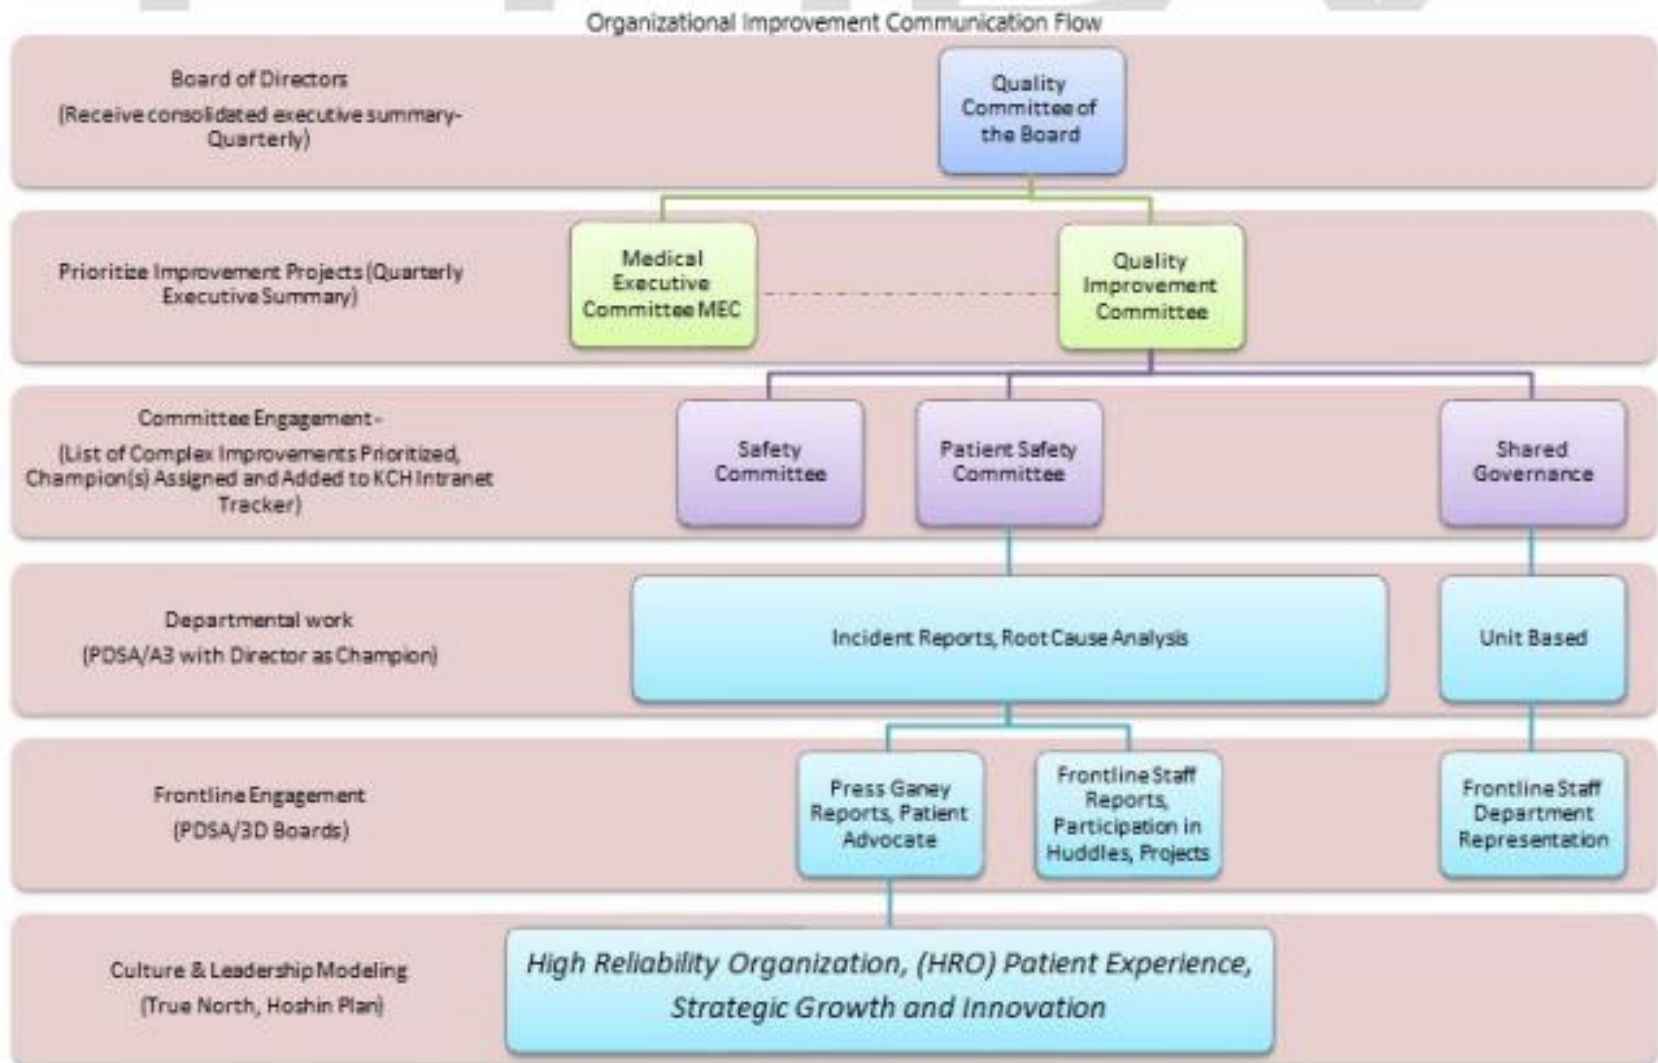 Organizational Improvement Communication Flow
Board of Directors
(Receive consolidated executive summary-
Quarterly)
Quality
Committee of
the Board
Prioritize Improvement Projects (Quarterly
Executive Summary)
Medical
Executive
Committee MEC
Quality
Improvement
Committee
Committee Engagement-
(List of Complex Improvements Prioritized,
Champion(s) Assigned and Added to KCH Intranet
Tracker)
Safety
Committee
Patient Safety
Committee
Shared
Governance
Departmental work
(PDSA/A3 with Director as Champion)
Incident Reports, Root Cause Analysis
Unit Based
Frontline Engagement
(PDSA/3D Boards)
Press Ganey
Reports, Patient
Advocate
Frontline Staff
Reports,
Participation in
Huddles, Projects
Frontline Staff
Department
Representation
Culture & Leadership Modeling
(True North, Hoshin Plan)
High Reliability Organization, (HRO) Patient Experience,
Strategic Growth and Innovation